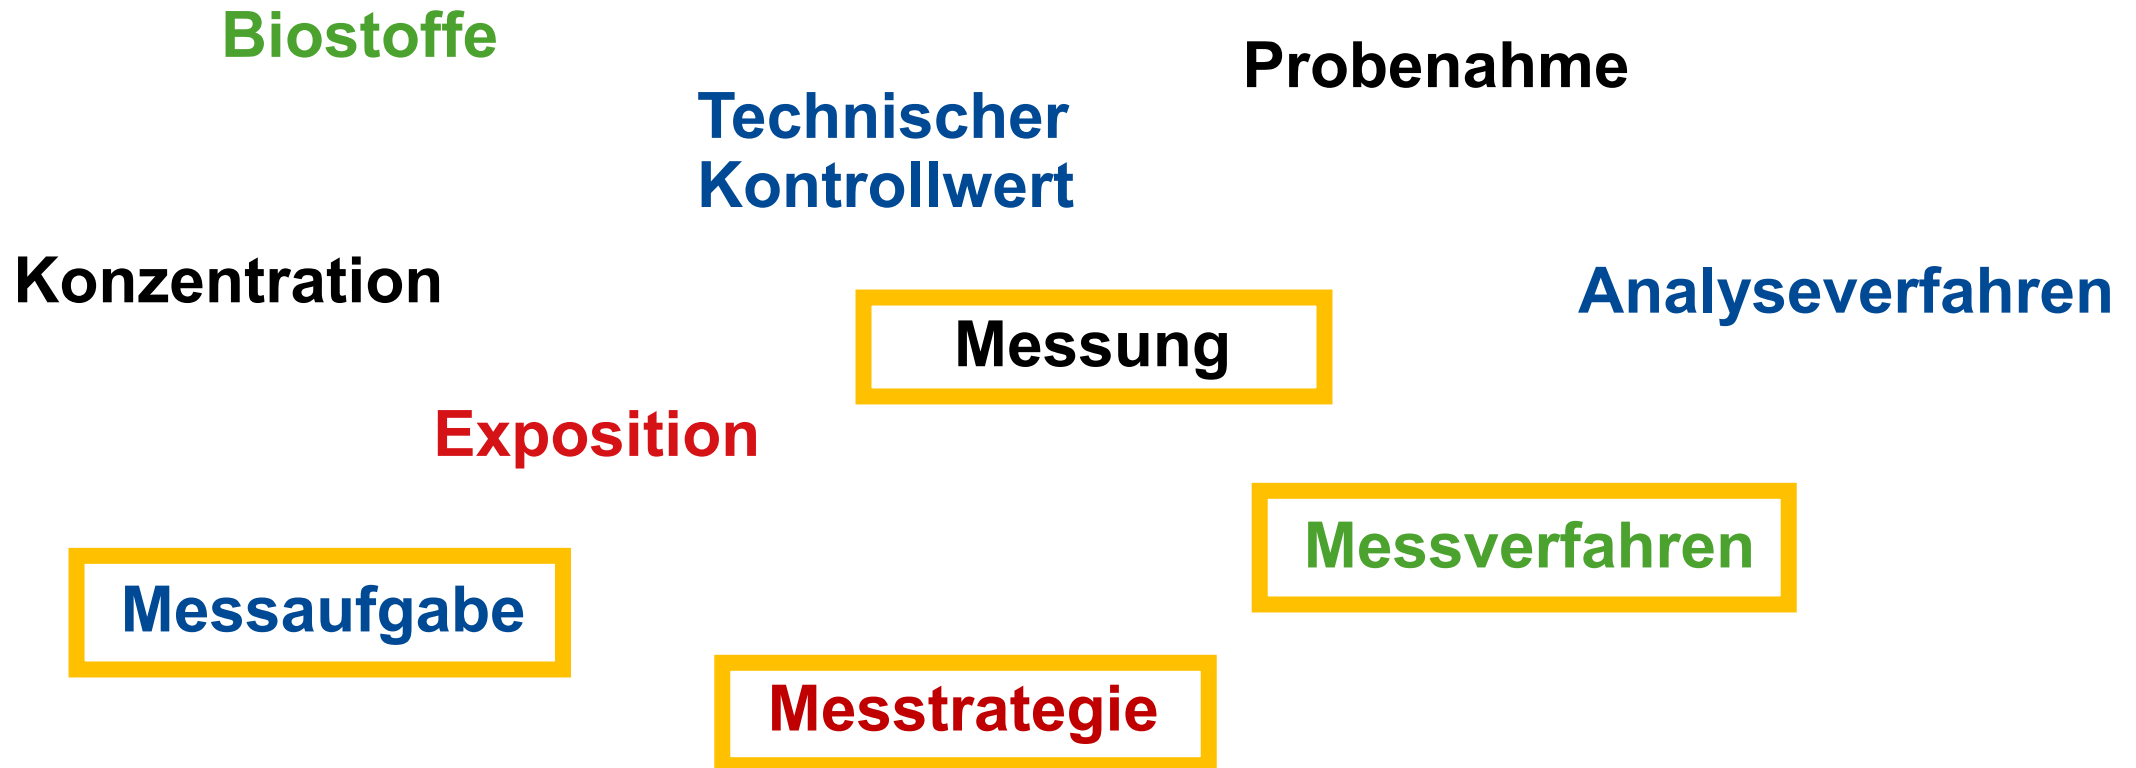 Biostoffe
Probenahme
Technischer
Kontrollwert
Konzentration
Analyseverfahren
Messung
Exposition
Messverfahren
Messaufgabe
Messtrategie